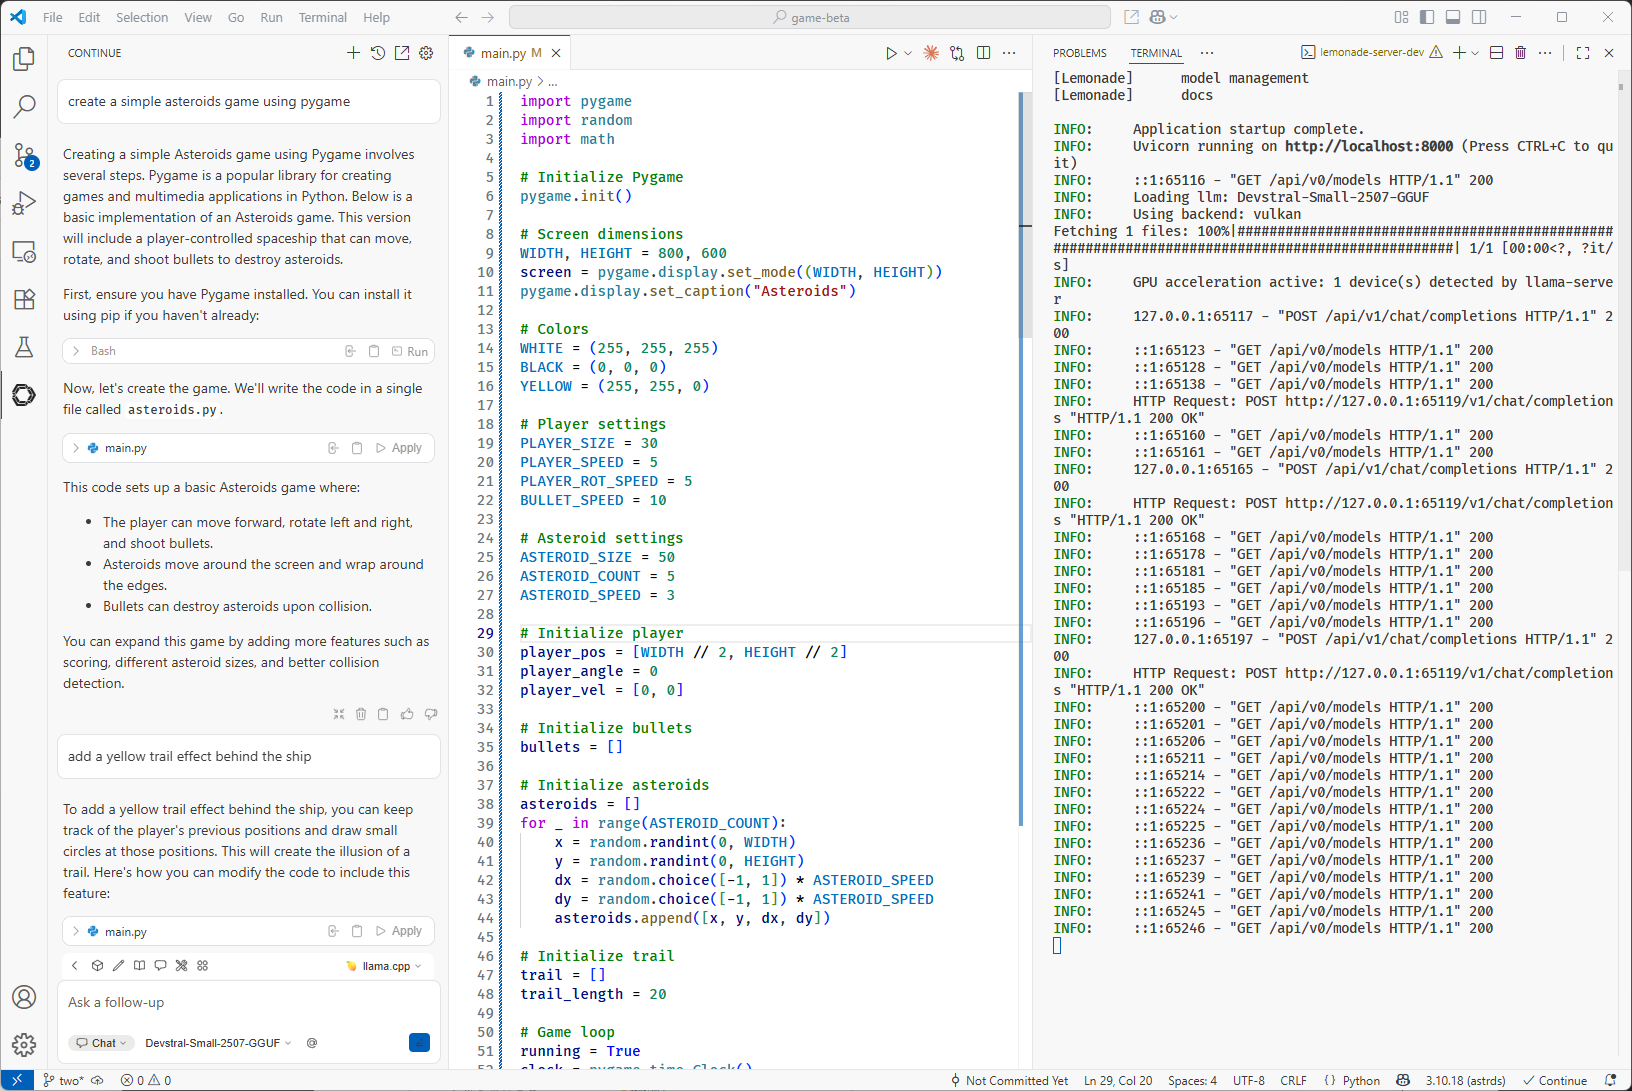 File Edit Selection View Go Run Terminal Help
game-beta
CONTINUE
create a simple asteroids game using pygame
Creating a simple Asteroids game using Pygame involves
several steps. Pygame is a popular library for creating
games and multimedia applications in Python. Below is a
basic implementation of an Asteroids game. This version
will include a player-controlled spaceship that can move,
rotate, and shoot bullets to destroy asteroids.
First, ensure you have Pygame installed. You can install it
using pip if you haven't already:
Bash Run
Now, let's create the game. We'll write the code in a single
file called asteroids.py.
main.py Apply
This code sets up a basic Asteroids game where:
• The player can move forward, rotate left and right,
and shoot bullets.
• Asteroids move around the screen and wrap around
the edges.
• Bullets can destroy asteroids upon collision.
You can expand this game by adding more features such as
scoring, different asteroid sizes, and better collision
detection.
add a yellow trail effect behind the ship
To add a yellow trail effect behind the ship, you can keep
track of the player's previous positions and draw small
circles at those positions. This will create the illusion of a
trail. Here's how you can modify the code to include this
feature:
main.py Apply
llama.cpp
Ask a follow-up
Chat Devstral-Small-2507-GGUF @
main.py M
main.py > ...
1 import pygame
2 import random
3 import math
4
5 # Initialize Pygame
6 pygame.init()
7
8 # Screen dimensions
9 WIDTH, HEIGHT = 800, 600
10 screen = pygame.display.set_mode((WIDTH, HEIGHT))
11 pygame.display.set_caption("Asteroids")
12
13 # Colors
14 WHITE = (255, 255, 255)
15 BLACK = (0, 0, 0)
16 YELLOW = (255, 255, 0)
17
18 # Player settings
19 PLAYER_SIZE = 30
20 PLAYER_SPEED = 5
21 PLAYER_ROT_SPEED = 5
22 BULLET_SPEED = 10
23
24 # Asteroid settings
25 ASTEROID_SIZE = 50
26 ASTEROID_COUNT = 5
27 ASTEROID_SPEED = 3
28
29 # Initialize player
30 player_pos = [WIDTH // 2, HEIGHT // 2]
31 player_angle = 0
32 player_vel = [0, 0]
33
34 # Initialize bullets
35 bullets = []
36
37 # Initialize asteroids
38 asteroids = []
39 for _ in range(ASTEROID_COUNT):
40 x = random.randint(0, WIDTH)
41 y = random.randint(0, HEIGHT)
42 dx = random.choice([-1, 1]) * ASTEROID_SPEED
43 dy = random.choice([-1, 1]) * ASTEROID_SPEED
44 asteroids.append([x, y, dx, dy])
45
46 # Initialize trail
47 trail = []
48 trail_length = 20
49
50 # Game loop
51 running = True
52 clock = pygame.time.Clock()
PROBLEMS TERMINAL ... lemonade-server-dev
[Lemonade] model management
[Lemonade] docs
INFO: Application startup complete.
INFO: Uvicorn running on http://localhost:8000 (Press CTRL+C to qu
it)
INFO: ::1:65116 - "GET /api/v0/models HTTP/1.1" 200
INFO: Loading llm: Devstral-Small-2507-GGUF
INFO: Using backend: vulkan
Fetching 1 files: 100%|###############################################
##################################################| 1/1 [00:00<?, ?it/
s]
INFO: GPU acceleration active: 1 device(s) detected by llama-serve
r
INFO: 127.0.0.1:65117 - "POST /api/v1/chat/completions HTTP/1.1" 2
00
INFO: ::1:65123 - "GET /api/v0/models HTTP/1.1" 200
INFO: ::1:65128 - "GET /api/v0/models HTTP/1.1" 200
INFO: ::1:65138 - "GET /api/v0/models HTTP/1.1" 200
INFO: HTTP Request: POST http://127.0.0.1:65119/v1/chat/completion
s "HTTP/1.1 200 OK"
INFO: ::1:65160 - "GET /api/v0/models HTTP/1.1" 200
INFO: ::1:65161 - "GET /api/v0/models HTTP/1.1" 200
INFO: 127.0.0.1:65165 - "POST /api/v1/chat/completions HTTP/1.1" 2
00
INFO: HTTP Request: POST http://127.0.0.1:65119/v1/chat/completion
s "HTTP/1.1 200 OK"
INFO: ::1:65168 - "GET /api/v0/models HTTP/1.1" 200
INFO: ::1:65178 - "GET /api/v0/models HTTP/1.1" 200
INFO: ::1:65181 - "GET /api/v0/models HTTP/1.1" 200
INFO: ::1:65185 - "GET /api/v0/models HTTP/1.1" 200
INFO: ::1:65193 - "GET /api/v0/models HTTP/1.1" 200
INFO: ::1:65196 - "GET /api/v0/models HTTP/1.1" 200
INFO: 127.0.0.1:65197 - "POST /api/v1/chat/completions HTTP/1.1" 2
00
INFO: HTTP Request: POST http://127.0.0.1:65119/v1/chat/completion
s "HTTP/1.1 200 OK"
INFO: ::1:65200 - "GET /api/v0/models HTTP/1.1" 200
INFO: ::1:65201 - "GET /api/v0/models HTTP/1.1" 200
INFO: ::1:65206 - "GET /api/v0/models HTTP/1.1" 200
INFO: ::1:65211 - "GET /api/v0/models HTTP/1.1" 200
INFO: ::1:65214 - "GET /api/v0/models HTTP/1.1" 200
INFO: ::1:65222 - "GET /api/v0/models HTTP/1.1" 200
INFO: ::1:65224 - "GET /api/v0/models HTTP/1.1" 200
INFO: ::1:65225 - "GET /api/v0/models HTTP/1.1" 200
INFO: ::1:65236 - "GET /api/v0/models HTTP/1.1" 200
INFO: ::1:65237 - "GET /api/v0/models HTTP/1.1" 200
INFO: ::1:65239 - "GET /api/v0/models HTTP/1.1" 200
INFO: ::1:65241 - "GET /api/v0/models HTTP/1.1" 200
INFO: ::1:65245 - "GET /api/v0/models HTTP/1.1" 200
INFO: ::1:65246 - "GET /api/v0/models HTTP/1.1" 200
2
two* 0 0 Not Committed Yet Ln 29, Col 20 Spaces: 4 UTF-8 CRLF {} Python 3.10.18 (astrds) Continue